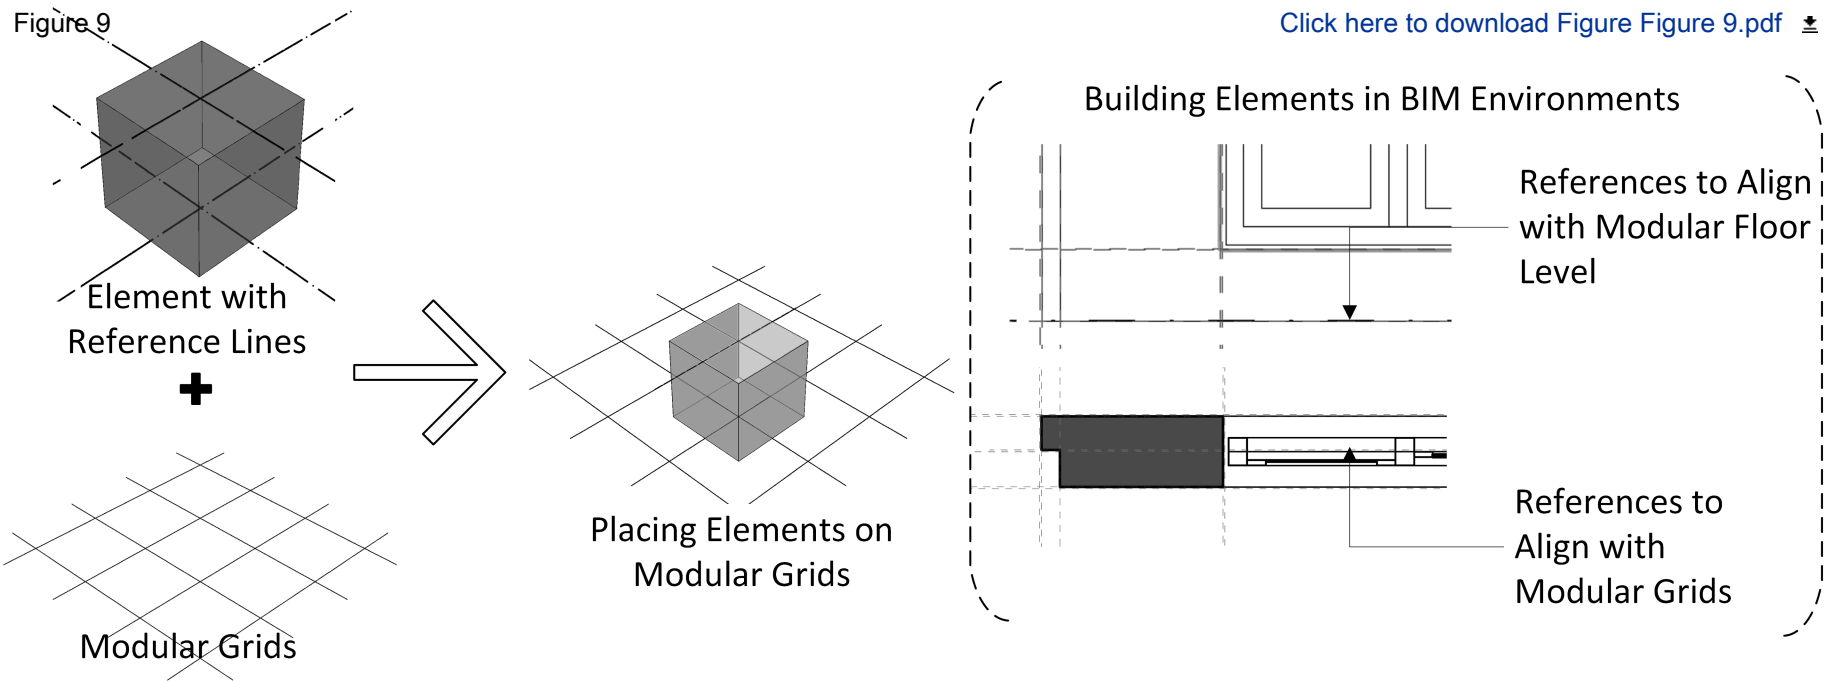 Figure 9
Click here to download Figure Figure 9.pdf
Element with
Reference Lines
Modular Grids
Placing Elements on
Modular Grids
Building Elements in BIM Environments
References to Align
with Modular Floor
Level
References to
Align with
Modular Grids